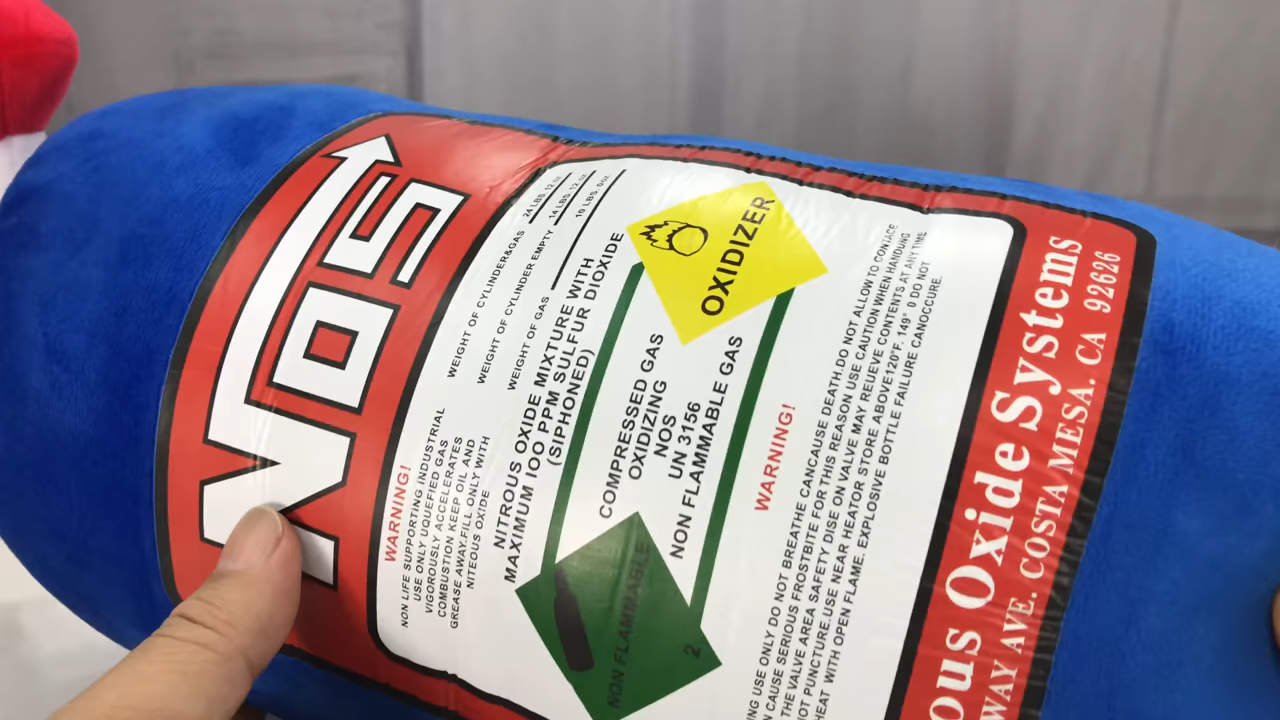 NOS
WARNING!
NON LIFE SUPPORTING INDUSTRIAL
USE ONLY UQUEFIED GAS
VIGOROUSLY ACCELERATES
COMBUSTION KEEP OIL AND
GREASE AWAY.FILL ONLY WITH
NITEOUS OXIDE
WEIGHT OF CYLINDER&GAS 24 LBS. 12 oz
WEIGHT OF CYLINDER EMPTY 14 LBS. 12 oz
WEIGHT OF GAS 10 LBS. 0oz
NITROUS OXIDE MIXTURE WITH
MAXIMUM IOO PPM SULFUR DIOXIDE
(SIPHONED)
OXIDIZER
COMPRESSED GAS
OXIDIZING
NOS
UN 3156
NON FLAMMABLE GAS
NON FLAMMABLE
2
WARNING!
ING USE ONLY DO NOT BREATHE CANCAUSE DEATH.DO NOT ALLOW TO CONTACE
CAUSE SERIOUS FROSTBITE FOR THIS REASON USE CAUTION WHEN HANDUNG
THE VALVE AREA SAFETY DISE ON VALVE MAY REUEVE CONTENTS AT ANY TIME
NOT PUNCTURE.USE NEAR HEATOR STORE ABOVE120°F. 149° 0 DO NOT
HEAT WITH OPEN FLAME. EXPLOSIVE BOTTLE FAILURE CANOCCURE.
ous Oxide Systems
WAY AVE. COSTA MESA. CA 92626